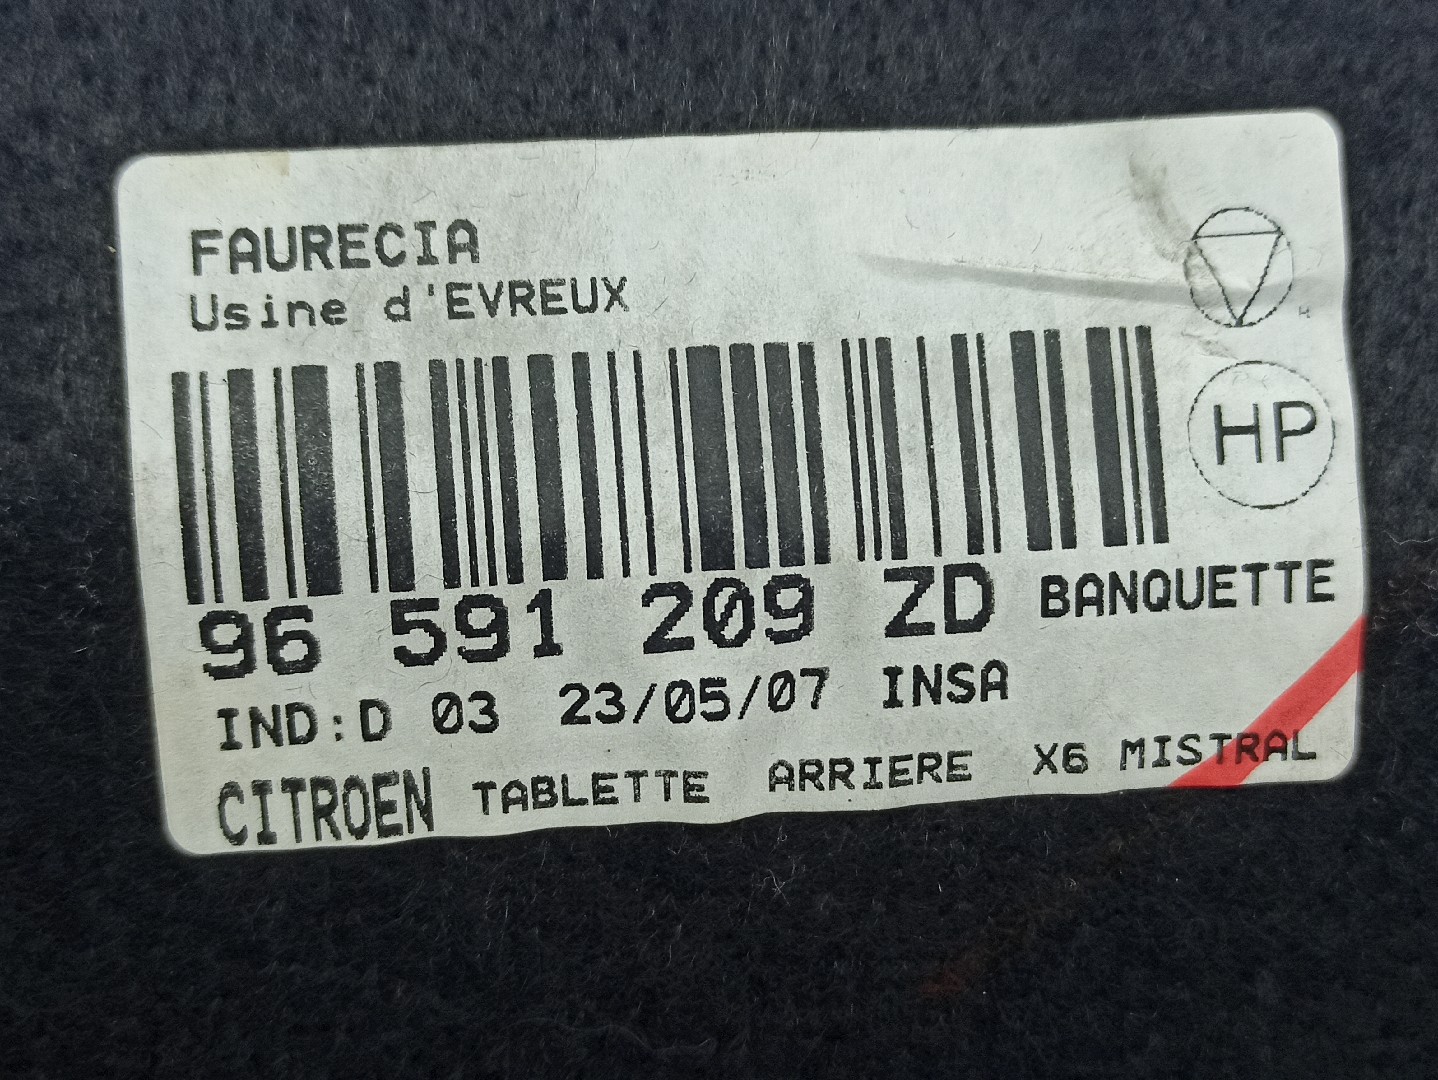 FAURECIA
Usine d'EVREUX
HP
96 591 209 ZD BANQUETTE
IND:D 03 23/05/07 INSA
CITROEN TABLETTE ARRIERE X6 MISTRAL